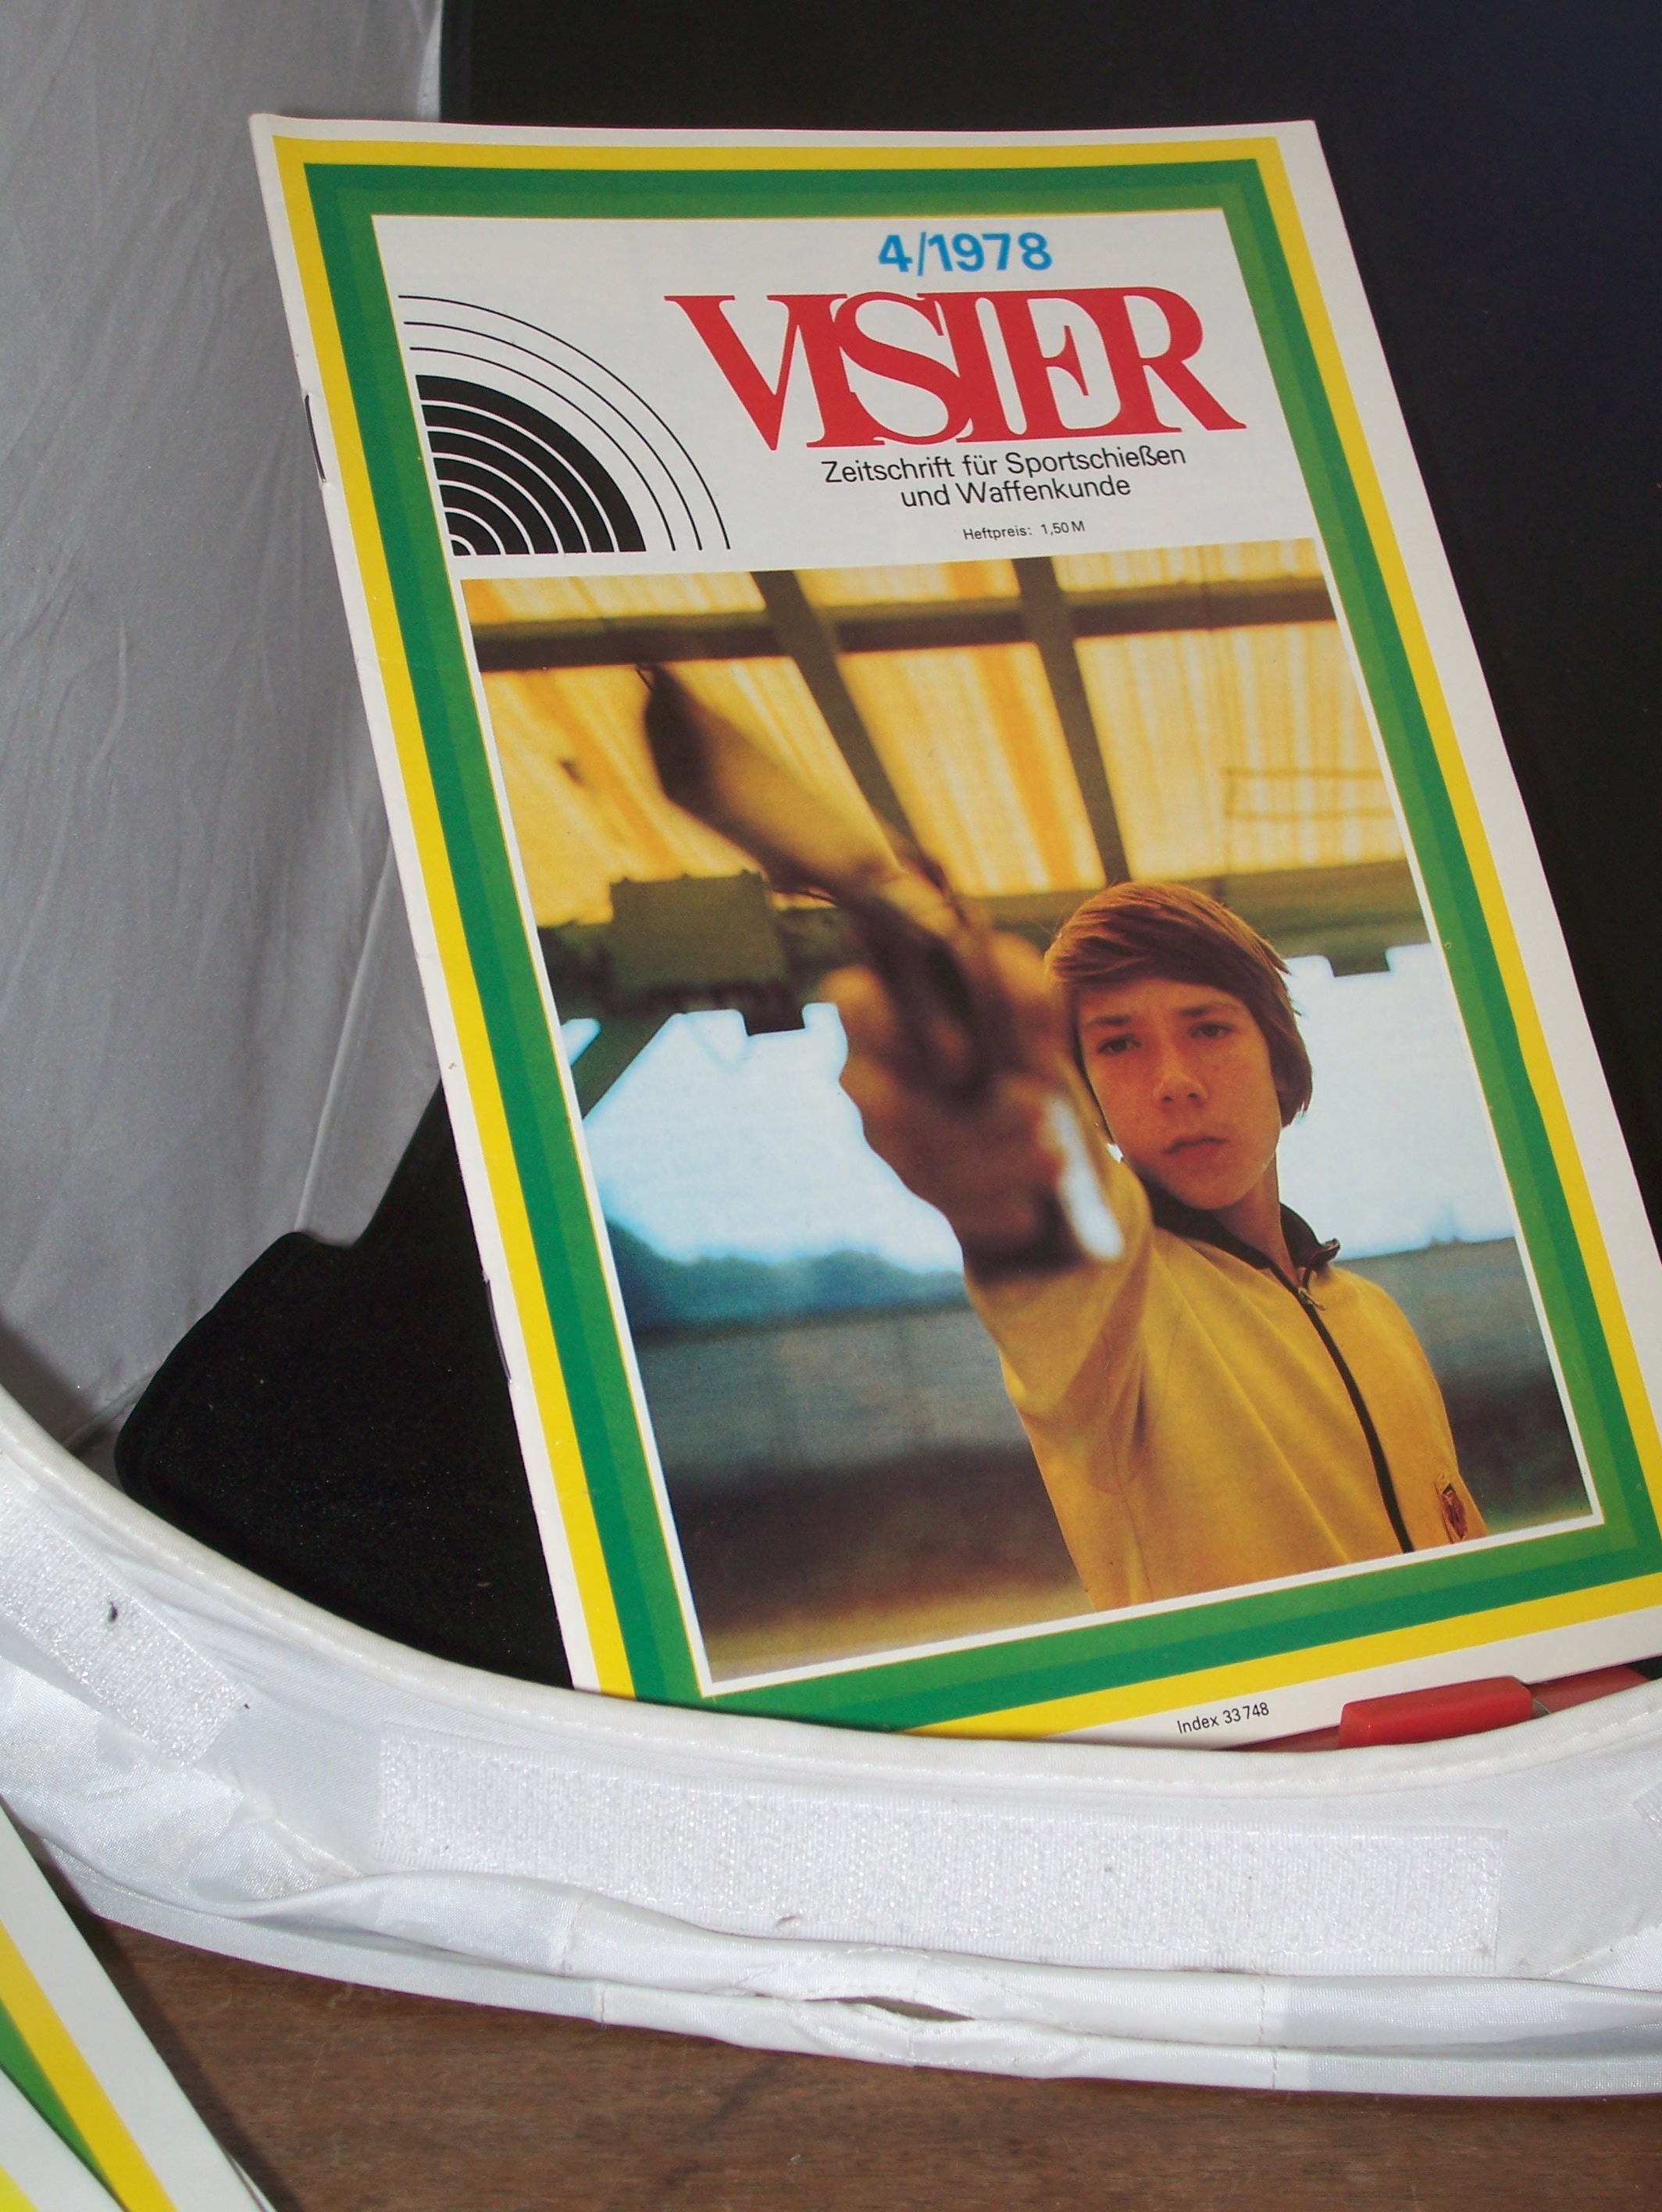 4/1978
VISIER
Zeitschrift für Sportschießen
und Waffenkunde
Heftpreis: 1,50 M
Index 33 748